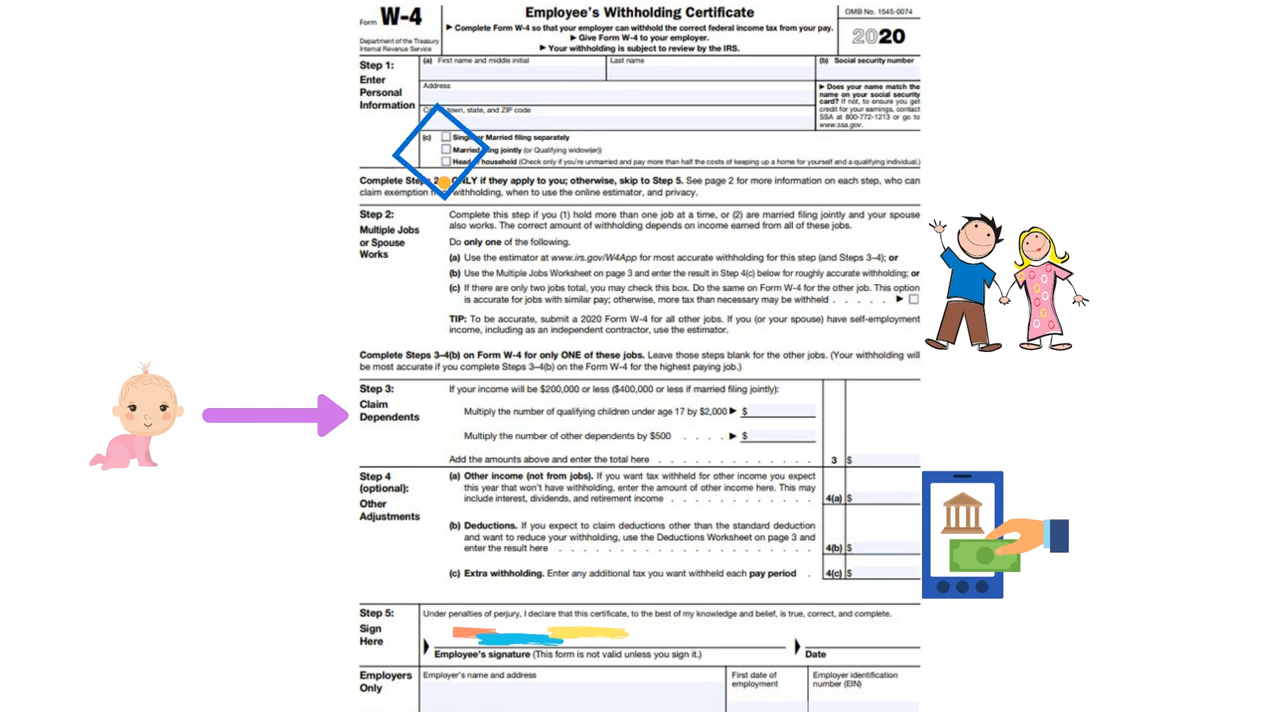 Form W-4
Department of the Treasury
Internal Revenue Service
Employee's Withholding Certificate
▶ Complete Form W-4 so that your employer can withhold the correct federal income tax from your pay.
▶ Give Form W-4 to your employer.
▶ Your withholding is subject to review by the IRS.
OMB No. 1545-0074
2020
Step 1:
Enter
Personal
Information
(a) First name and middle initial
Last name
(b) Social security number
Address
town, state, and ZIP code
▶ Does your name match the
name on your social security
card? If not, to ensure you get
credit for your earnings, contact
SSA at 800-772-1213 or go to
www.ssa.gov.
(c) Married filing separately
Married jointly (or Qualifying widow(er))
household (Check only if you're unmarried and pay more than half the costs of keeping up a home for yourself and a qualifying individual.)
Complete Steps ONLY if they apply to you; otherwise, skip to Step 5. See page 2 for more information on each step, who can
claim exemption withholding, when to use the online estimator, and privacy.
Step 2:
Multiple Jobs
or Spouse
Works
Complete this step if you (1) hold more than one job at a time, or (2) are married filing jointly and your spouse
also works. The correct amount of withholding depends on income earned from all of these jobs.
Do only one of the following.
(a) Use the estimator at www.irs.gov/W4App for most accurate withholding for this step (and Steps 3–4); or
(b) Use the Multiple Jobs Worksheet on page 3 and enter the result in Step 4(c) below for roughly accurate withholding; or
(c) If there are only two jobs total, you may check this box. Do the same on Form W-4 for the other job. This option
is accurate for jobs with similar pay; otherwise, more tax than necessary may be withheld . . . . . ▶
TIP: To be accurate, submit a 2020 Form W-4 for all other jobs. If you (or your spouse) have self-employment
income, including as an independent contractor, use the estimator.
Complete Steps 3–4(b) on Form W-4 for only ONE of these jobs. Leave those steps blank for the other jobs. (Your withholding will
be most accurate if you complete Steps 3–4(b) on the Form W-4 for the highest paying job.)
Step 3:
Claim
Dependents
If your income will be $200,000 or less ($400,000 or less if married filing jointly):
Multiply the number of qualifying children under age 17 by $2,000 ▶ $
Multiply the number of other dependents by $500 . . . . ▶ $
Add the amounts above and enter the total here . . . . . . . . . . . . . 3 $
Step 4
(optional):
Other
Adjustments
(a) Other income (not from jobs). If you want tax withheld for other income you expect
this year that won't have withholding, enter the amount of other income here. This may
include interest, dividends, and retirement income . . . . . . . . . . . . 4(a) $
(b) Deductions. If you expect to claim deductions other than the standard deduction
and want to reduce your withholding, use the Deductions Worksheet on page 3 and
enter the result here . . . . . . . . . . . . . . . . . . . . . 4(b) $
(c) Extra withholding. Enter any additional tax you want withheld each pay period . 4(c) $
Step 5:
Sign
Here
Under penalties of perjury, I declare that this certificate, to the best of my knowledge and belief, is true, correct, and complete.
Employee's signature (This form is not valid unless you sign it.)
Date
Employers
Only
Employer's name and address
First date of
employment
Employer identification
number (EIN)